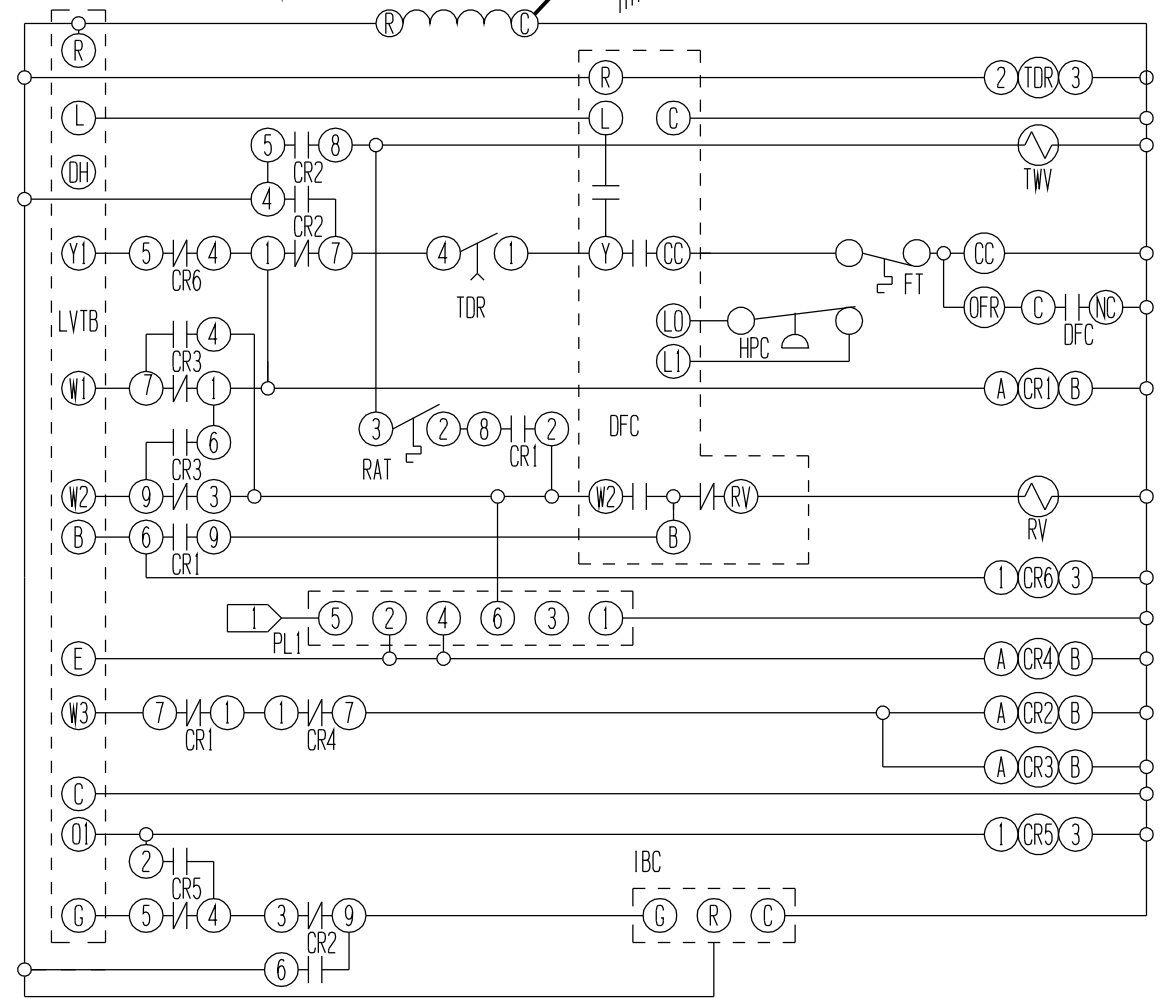 R C
R
R 2 TDR 3
L L C
5 8
CR2
TWV
DH
4
CR2
Y1 5 4 1 7 4 1 Y CC CC
CR6 TDR FT
OFR C NC
DFC
LVTB
4
CR3
LO
HPC
L1
W1 7 1 A CR1 B
3 2 8 2 DFC
RAT CR1
6
CR3
W2 9 3 W2 RV
RV
B 6 9 B
CR1
1 CR6 3
1 5 2 4 6 3 1
PL1
E A CR4 B
W3 7 1 1 7 A CR2 B
CR1 CR4
A CR3 B
C
O1 1 CR5 3
2 IBC
CR5
G 5 4 3 9 G R C
CR2
6